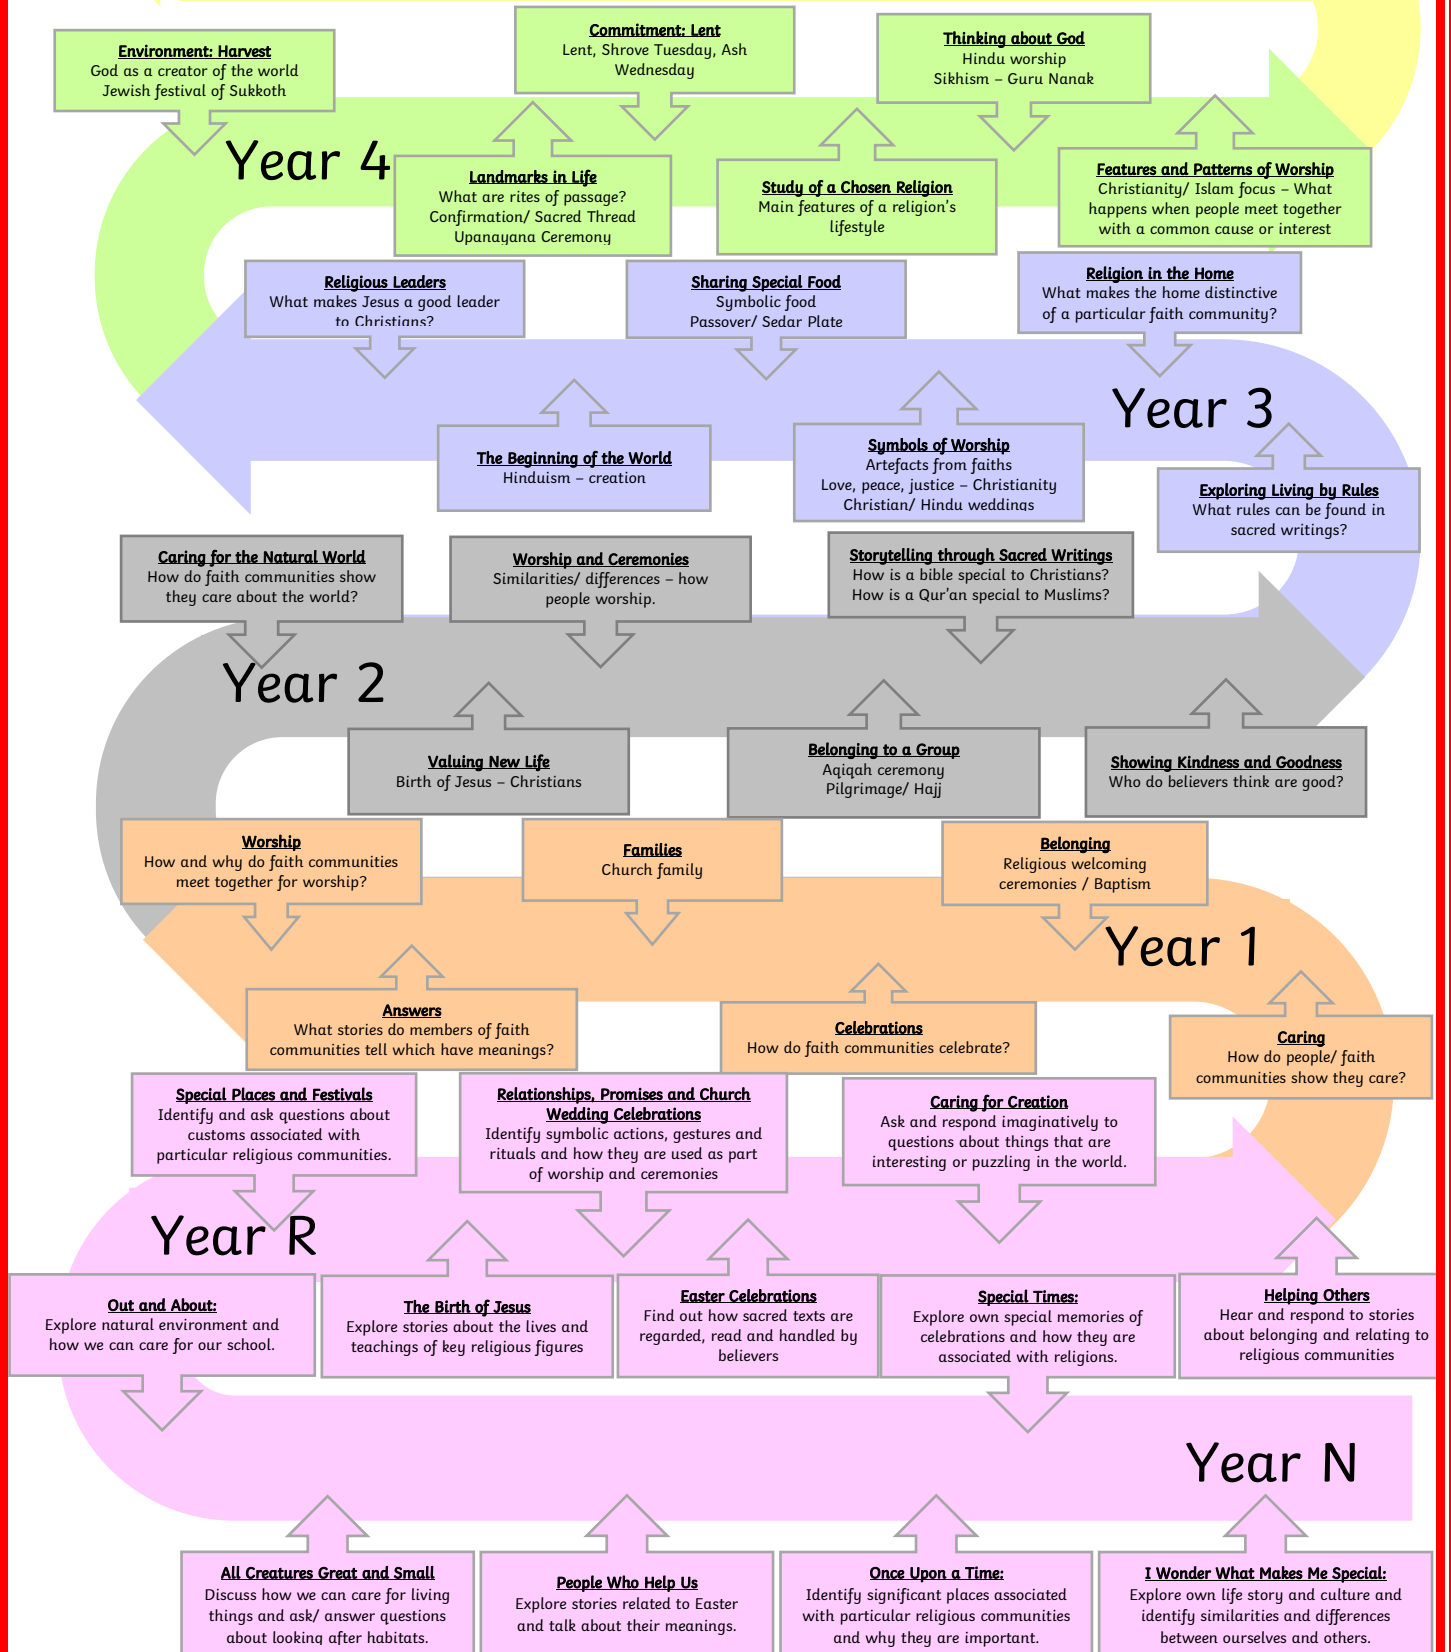 Environment: Harvest
God as a creator of the world
Jewish festival of Sukkoth
Commitment: Lent
Lent, Shrove Tuesday, Ash
Wednesday
Thinking about God
Hindu worship
Sikhism – Guru Nanak
Year 4
Landmarks in Life
What are rites of passage?
Confirmation/ Sacred Thread
Upanayana Ceremony
Study of a Chosen Religion
Main features of a religion's
lifestyle
Features and Patterns of Worship
Christianity/ Islam focus – What
happens when people meet together
with a common cause or interest
Religious Leaders
What makes Jesus a good leader
to Christians?
Sharing Special Food
Symbolic food
Passover/ Sedar Plate
Religion in the Home
What makes the home distinctive
of a particular faith community?
Year 3
The Beginning of the World
Hinduism – creation
Symbols of Worship
Artefacts from faiths
Love, peace, justice – Christianity
Christian/ Hindu weddings
Exploring Living by Rules
What rules can be found in
sacred writings?
Caring for the Natural World
How do faith communities show
they care about the world?
Worship and Ceremonies
Similarities/ differences – how
people worship.
Storytelling through Sacred Writings
How is a bible special to Christians?
How is a Qur'an special to Muslims?
Year 2
Valuing New Life
Birth of Jesus – Christians
Belonging to a Group
Aqiqah ceremony
Pilgrimage/ Hajj
Showing Kindness and Goodness
Who do believers think are good?
Worship
How and why do faith communities
meet together for worship?
Families
Church family
Belonging
Religious welcoming
ceremonies / Baptism
Year 1
Answers
What stories do members of faith
communities tell which have meanings?
Celebrations
How do faith communities celebrate?
Caring
How do people/ faith
communities show they care?
Special Places and Festivals
Identify and ask questions about
customs associated with
particular religious communities.
Relationships, Promises and Church
Wedding Celebrations
Identify symbolic actions, gestures and
rituals and how they are used as part
of worship and ceremonies
Caring for Creation
Ask and respond imaginatively to
questions about things that are
interesting or puzzling in the world.
Year R
Out and About:
Explore natural environment and
how we can care for our school.
The Birth of Jesus
Explore stories about the lives and
teachings of key religious figures
Easter Celebrations
Find out how sacred texts are
regarded, read and handled by
believers
Special Times:
Explore own special memories of
celebrations and how they are
associated with religions.
Helping Others
Hear and respond to stories
about belonging and relating to
religious communities
Year N
All Creatures Great and Small
Discuss how we can care for living
things and ask/ answer questions
about looking after habitats.
People Who Help Us
Explore stories related to Easter
and talk about their meanings.
Once Upon a Time:
Identify significant places associated
with particular religious communities
and why they are important.
I Wonder What Makes Me Special:
Explore own life story and culture and
identify similarities and differences
between ourselves and others.